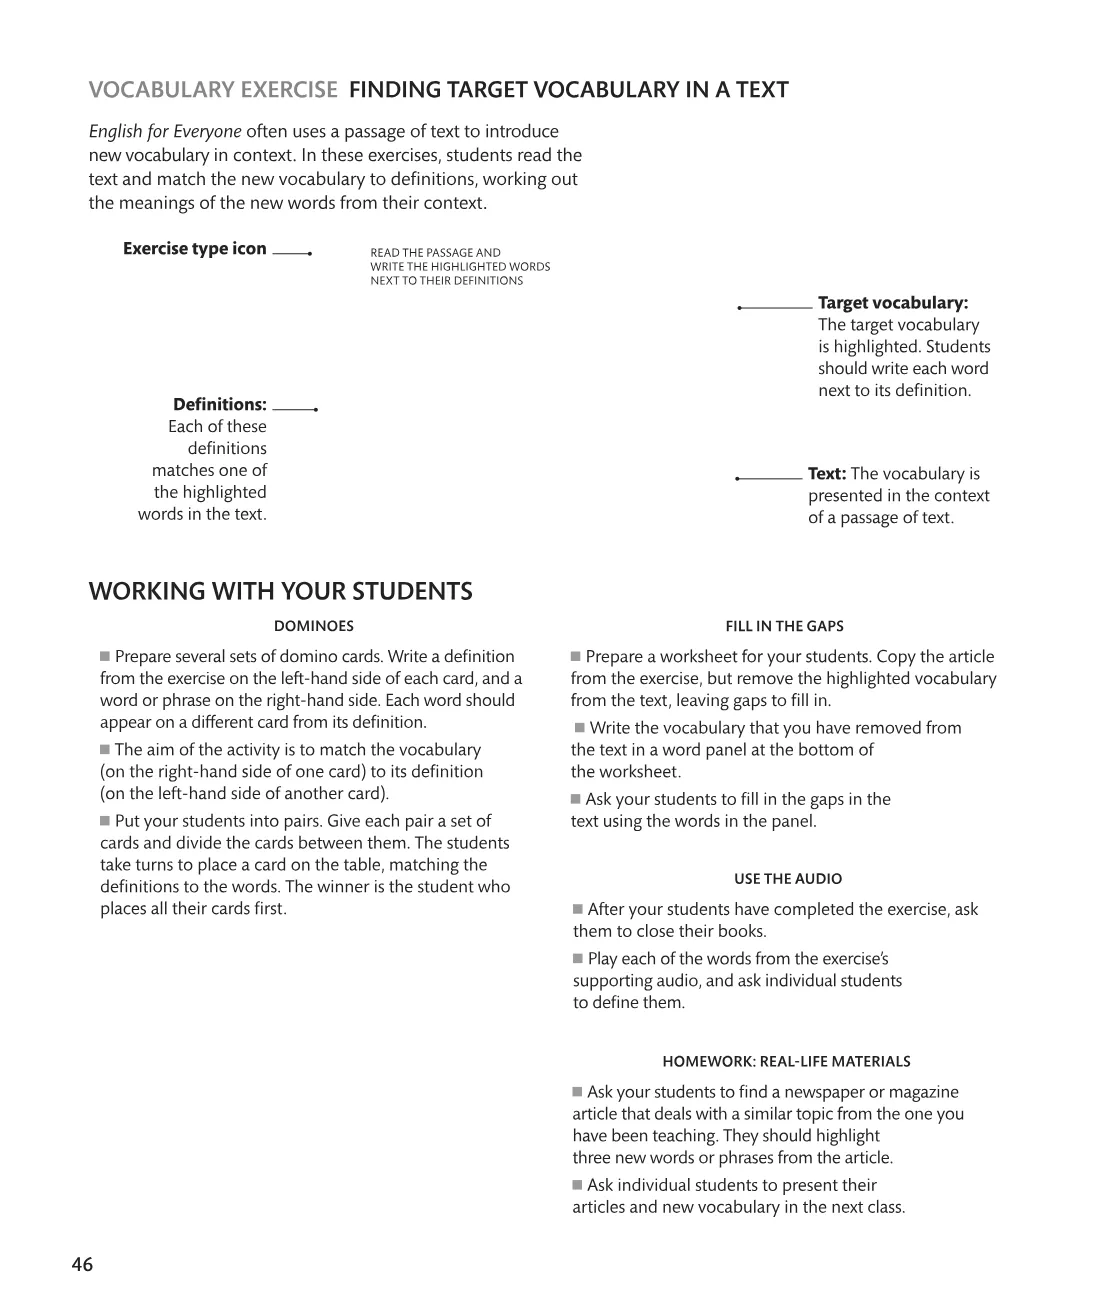 VOCABULARY EXERCISE FINDING TARGET VOCABULARY IN A TEXT
English for Everyone often uses a passage of text to introduce
new vocabulary in context. In these exercises, students read the
text and match the new vocabulary to definitions, working out
the meanings of the new words from their context.
Exercise type icon
READ THE PASSAGE AND
WRITE THE HIGHLIGHTED WORDS
NEXT TO THEIR DEFINITIONS
Target vocabulary:
The target vocabulary
is highlighted. Students
should write each word
next to its definition.
Definitions:
Each of these
definitions
matches one of
the highlighted
words in the text.
Text: The vocabulary is
presented in the context
of a passage of text.
WORKING WITH YOUR STUDENTS
DOMINOES
■ Prepare several sets of domino cards. Write a definition
from the exercise on the left-hand side of each card, and a
word or phrase on the right-hand side. Each word should
appear on a different card from its definition.
■ The aim of the activity is to match the vocabulary
(on the right-hand side of one card) to its definition
(on the left-hand side of another card).
■ Put your students into pairs. Give each pair a set of
cards and divide the cards between them. The students
take turns to place a card on the table, matching the
definitions to the words. The winner is the student who
places all their cards first.
FILL IN THE GAPS
■ Prepare a worksheet for your students. Copy the article
from the exercise, but remove the highlighted vocabulary
from the text, leaving gaps to fill in.
■ Write the vocabulary that you have removed from
the text in a word panel at the bottom of
the worksheet.
■ Ask your students to fill in the gaps in the
text using the words in the panel.
USE THE AUDIO
■ After your students have completed the exercise, ask
them to close their books.
■ Play each of the words from the exercise's
supporting audio, and ask individual students
to define them.
HOMEWORK: REAL-LIFE MATERIALS
■ Ask your students to find a newspaper or magazine
article that deals with a similar topic from the one you
have been teaching. They should highlight
three new words or phrases from the article.
■ Ask individual students to present their
articles and new vocabulary in the next class.
46